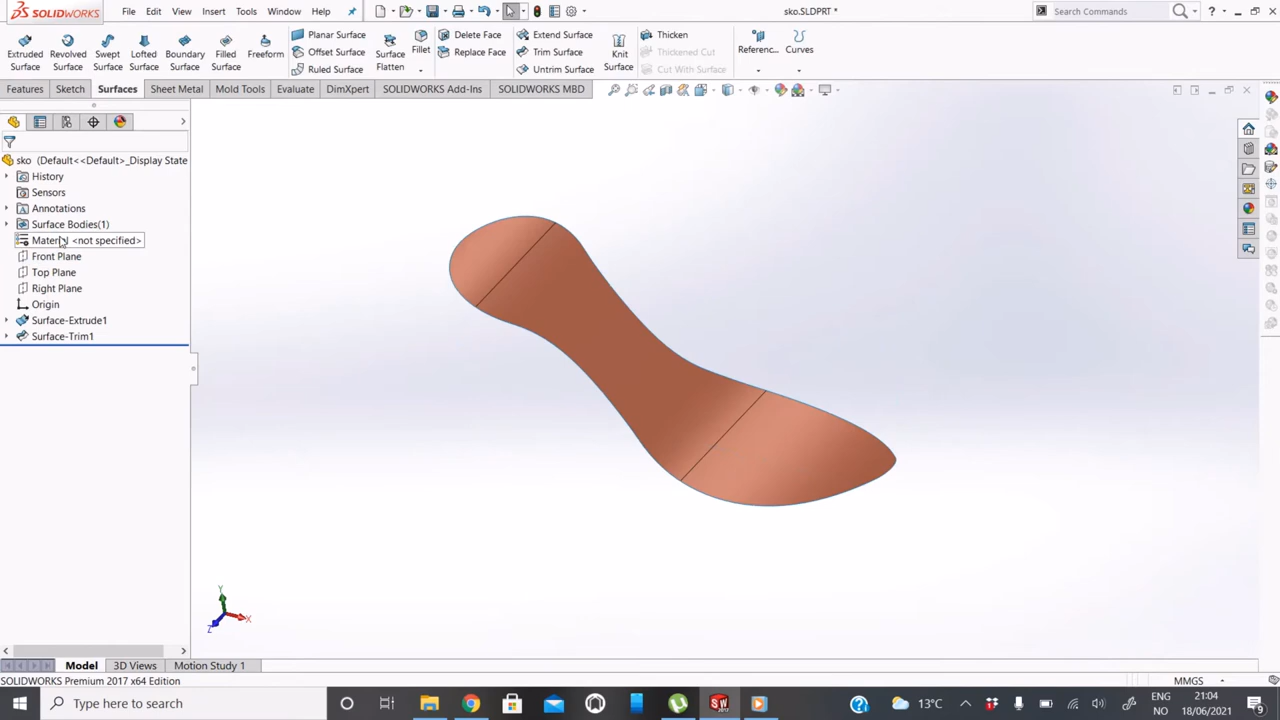 SOLIDWORKS File Edit View Insert Tools Window Help sko.SLDPRT * Search Commands
Extruded Surface
Revolved Surface
Swept Surface
Lofted Surface
Boundary Surface
Filled Surface
Freeform
Planar Surface
Offset Surface
Ruled Surface
Surface Flatten
Fillet
Delete Face
Replace Face
Extend Surface
Trim Surface
Untrim Surface
Knit Surface
Thicken
Thickened Cut
Cut With Surface
Referenc...
Curves
Features Sketch Surfaces Sheet Metal Mold Tools Evaluate DimXpert SOLIDWORKS Add-Ins SOLIDWORKS MBD
sko (Default<<Default>_Display State
History
Sensors
Annotations
Surface Bodies(1)
Material <not specified>
Front Plane
Top Plane
Right Plane
Origin
Surface-Extrude1
Surface-Trim1
Y
X
Z
Model 3D Views Motion Study 1
SOLIDWORKS Premium 2017 x64 Edition MMGS
Type here to search 13°C ENG 21:04
NO 18/06/2021